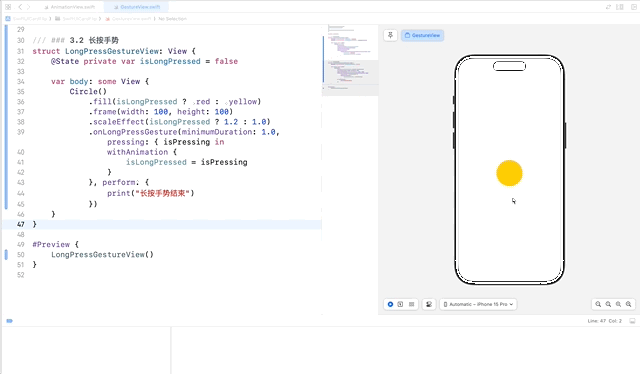 AnimationView.swift
GestureView.swift
No Selection
29
30 /// ### 3.2 长按手势
31 struct LongPressGestureView: View {
32 @State private var isLongPressed = false
33
34 var body: some View {
35 Circle()
36 .fill(isLongPressed ? .red : .yellow)
37 .frame(width: 100, height: 100)
38 .scaleEffect(isLongPressed ? 1.2 : 1.0)
39 .onLongPressGesture(minimumDuration: 1.0,
pressing: { isPressing in
40 withAnimation {
41 isLongPressed = isPressing
42 }
43 }, perform: {
44 print("长按手势结束")
45 })
46 }
47 }
48
49 #Preview {
50 LongPressGestureView()
51 }
52
GestureView
Automatic – iPhone 15 Pro
Line: 47 Col: 2